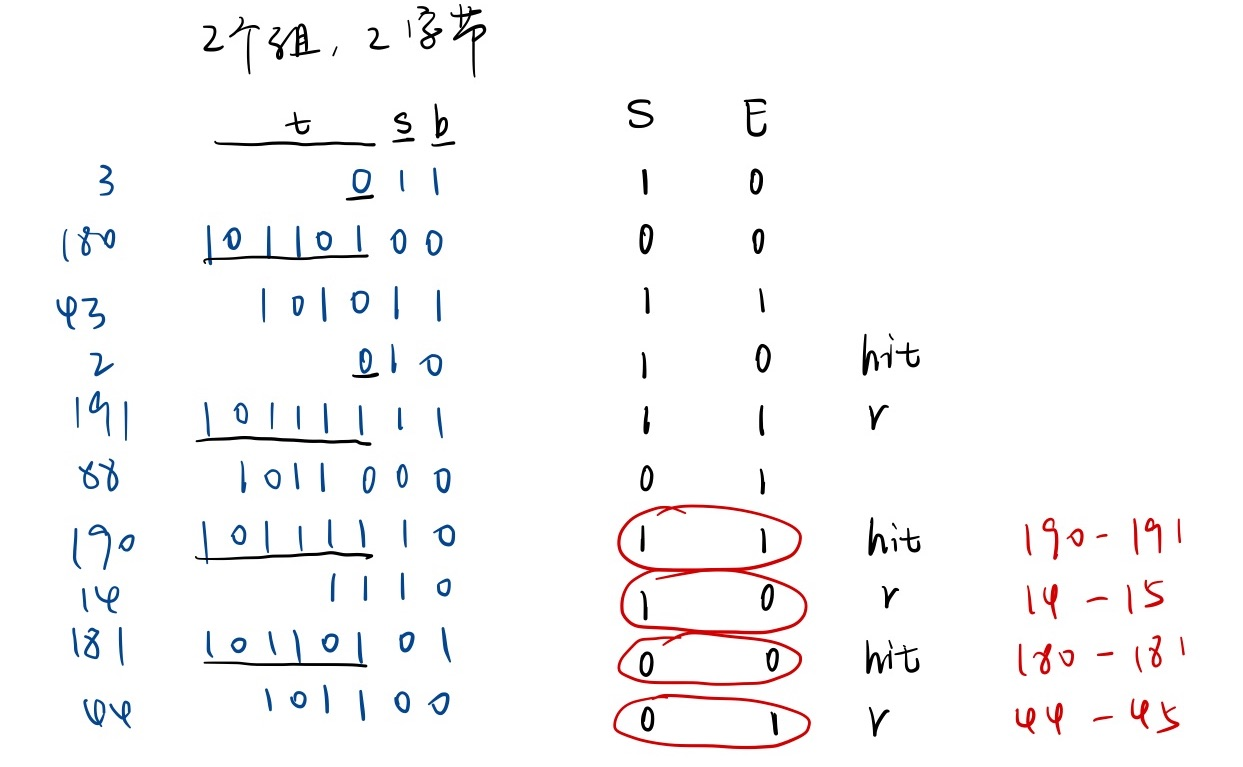 2个组, 2字节
t s b S E
3 0 1 1 1 0
180 1 0 1 1 0 1 0 0 0 0
43 1 0 1 0 1 1 1 1
2 0 1 0 1 0 hit
191 1 0 1 1 1 1 1 1 1 1 r
88 1 0 1 1 0 0 0 0 1
190 1 0 1 1 1 1 1 0 1 1 hit 190-191
14 1 1 1 0 1 0 r 14-15
181 1 0 1 1 0 1 0 1 0 0 hit 180-181
44 1 0 1 1 0 0 0 1 r 44-45